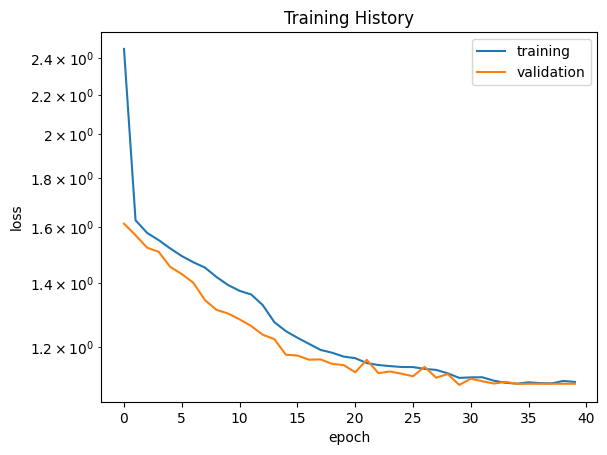 Training History
training
validation
2.4 × 10⁰
2.2 × 10⁰
2 × 10⁰
1.8 × 10⁰
1.6 × 10⁰
1.4 × 10⁰
1.2 × 10⁰
loss
0 5 10 15 20 25 30 35 40
epoch